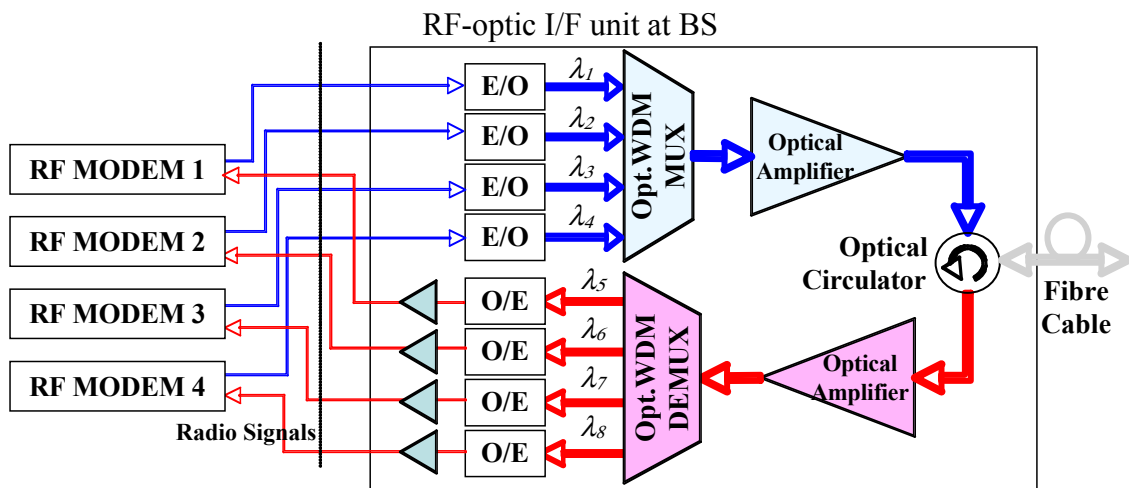 RF-optic I/F unit at BS
RF MODEM 1
RF MODEM 2
RF MODEM 3
RF MODEM 4
Radio Signals
E/O
E/O
E/O
E/O
λ1
λ2
λ3
λ4
Opt.WDM
MUX
Optical
Amplifier
Optical
Circulator
Fibre
Cable
O/E
O/E
O/E
O/E
λ5
λ6
λ7
λ8
Opt.WDM
DEMUX
Optical
Amplifier